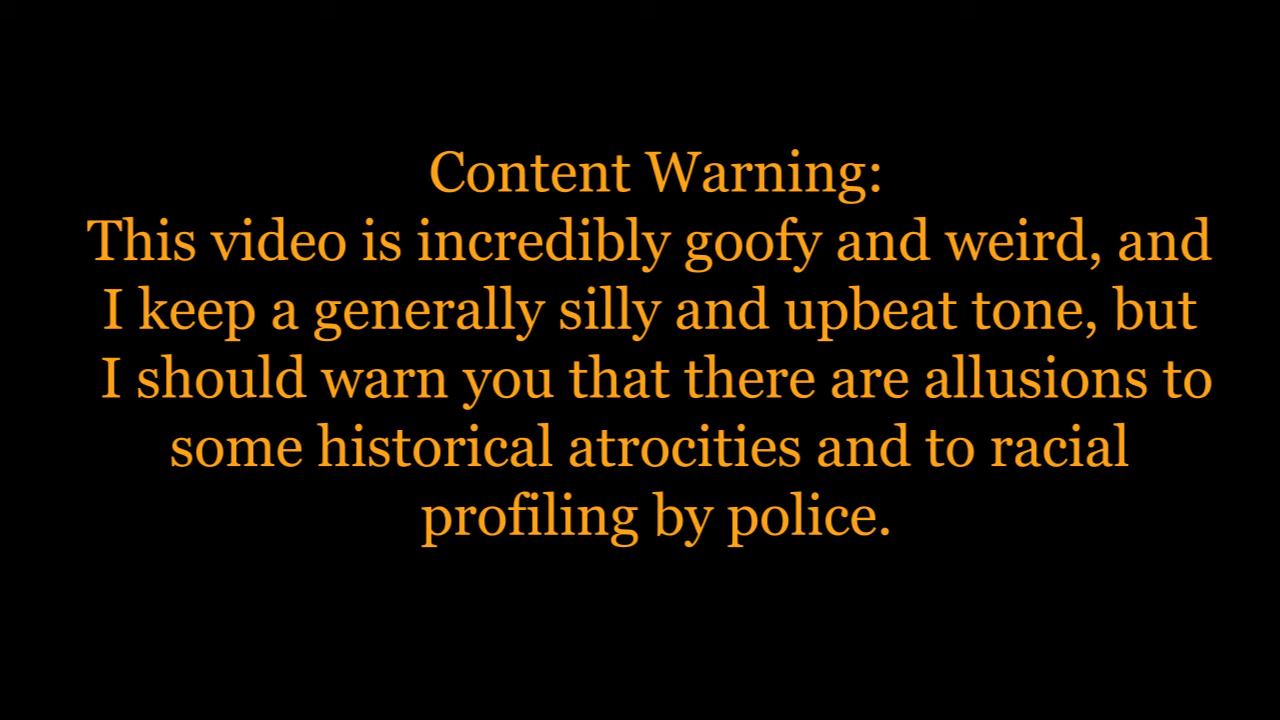 Content Warning:
This video is incredibly goofy and weird, and
I keep a generally silly and upbeat tone, but
I should warn you that there are allusions to
some historical atrocities and to racial
profiling by police.